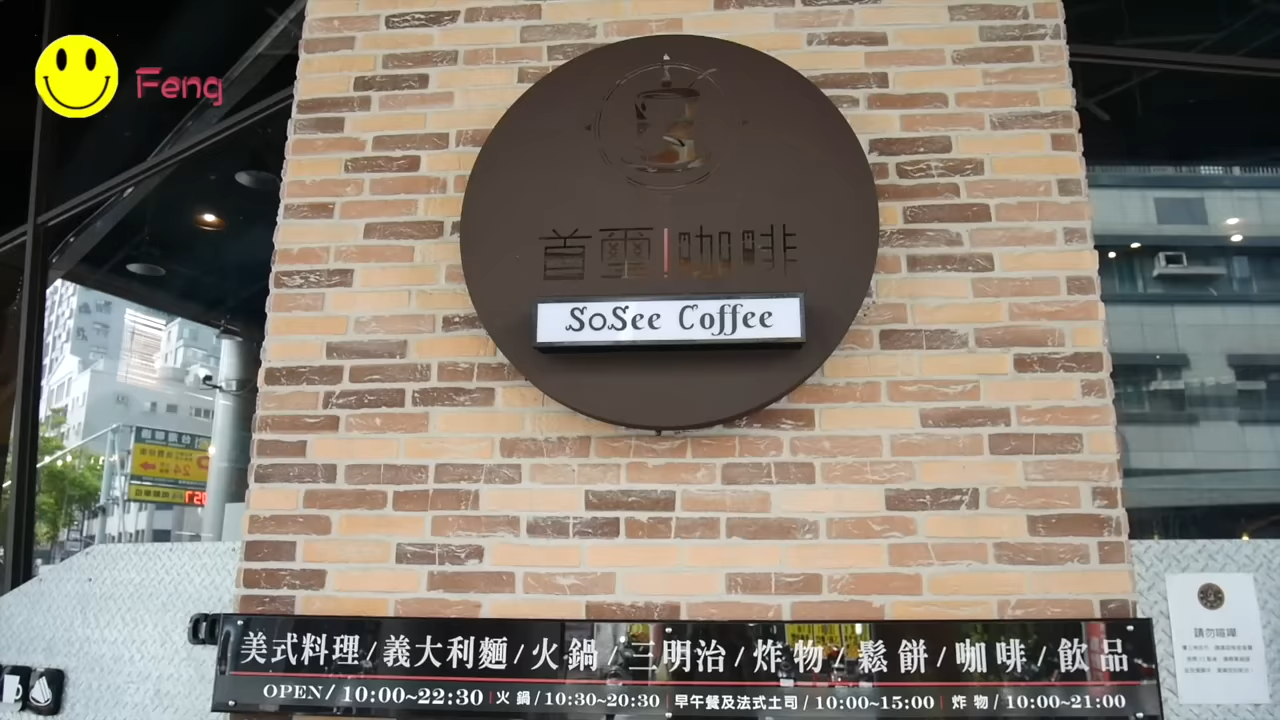 Feng
首璽|咖啡
SoSee Coffee
美式料理/義大利麵/火鍋/三明治/炸物/鬆餅/咖啡/飲品
OPEN/10:00~22:30|火鍋/10:30~20:30|早午餐及法式土司/10:00~15:00|炸物/10:00~21:00
請勿喧嘩
24